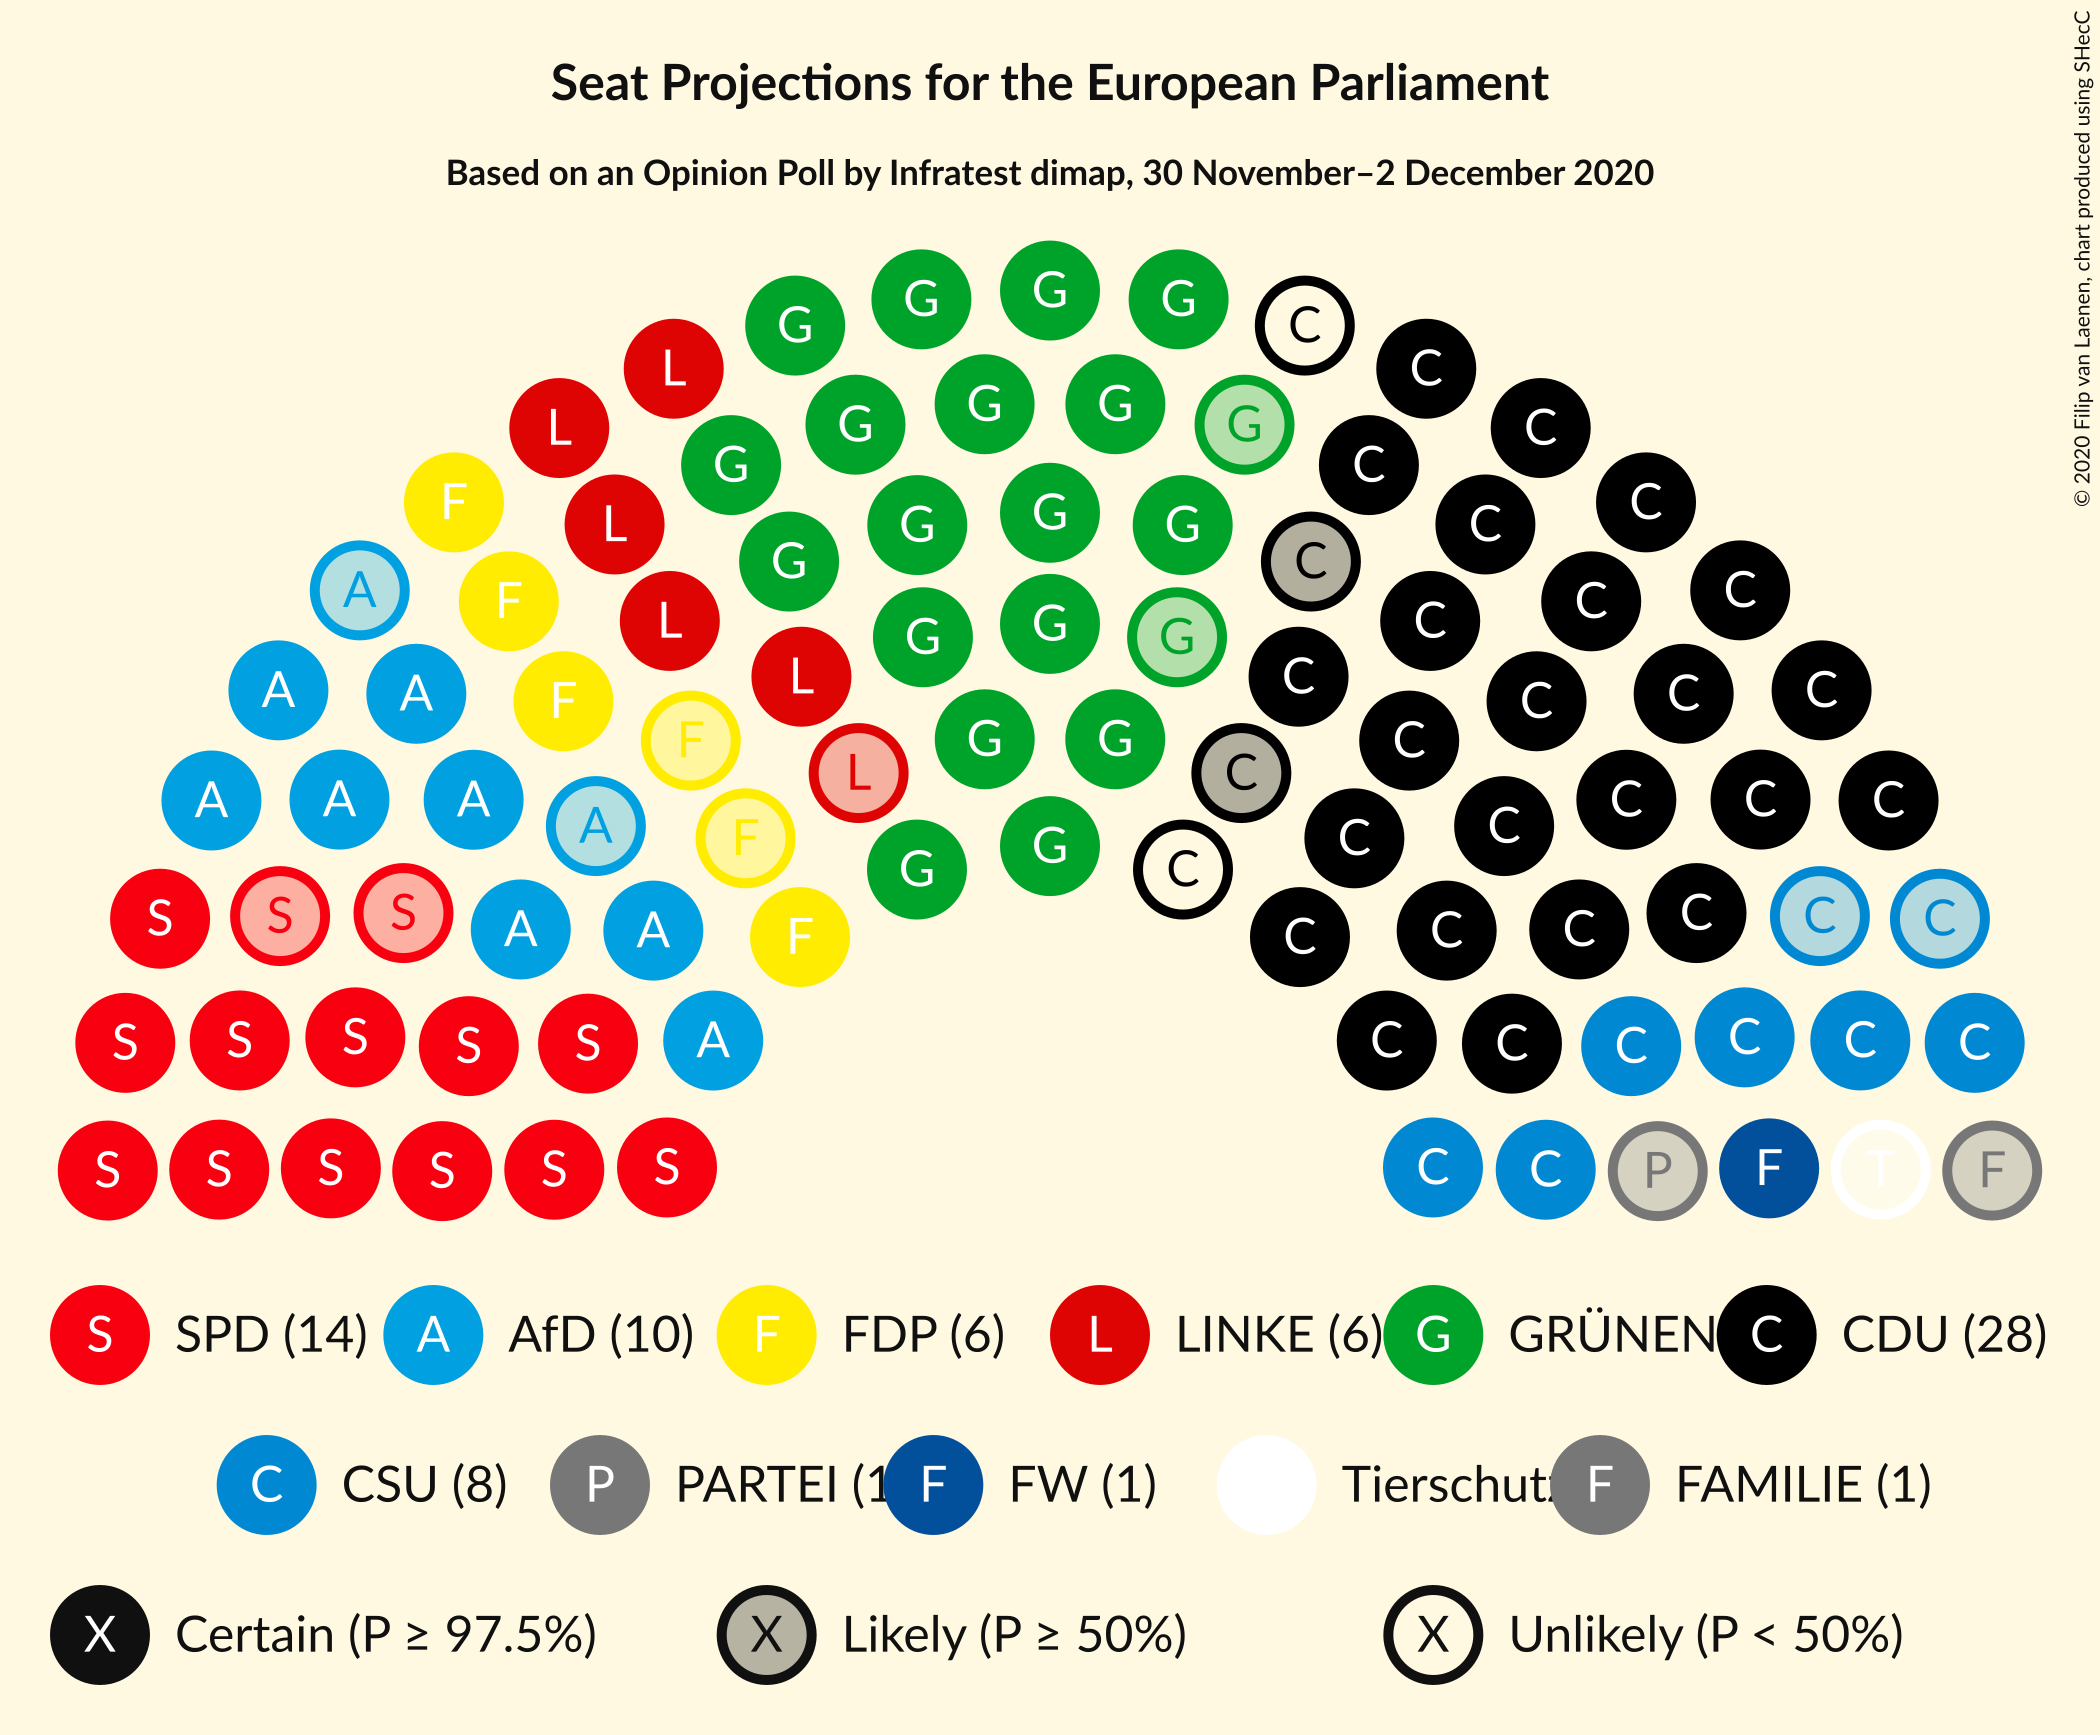 Seat Projections for the European Parliament
Based on an Opinion Poll by Infratest dimap, 30 November–2 December 2020
© 2020 Filip van Laenen, chart produced using SHecC
G G G G C
L G C
L G G G G C C
F L G G G C C C
A F L G G G C C C C
A A F L L G G G C C C C C
A A A A F F L G G C C C C C C
S S S A A F G G C C C C C C C C
S S S S S A C C C C C C
S S S S S S C C P F T F
S SPD (14) A AfD (10) F FDP (6) L LINKE (6) G GRÜNEN C CDU (28)
C CSU (8) P PARTEI (1 F FW (1) Tierschutz F FAMILIE (1)
X Certain (P ≥ 97.5%) X Likely (P ≥ 50%) X Unlikely (P < 50%)